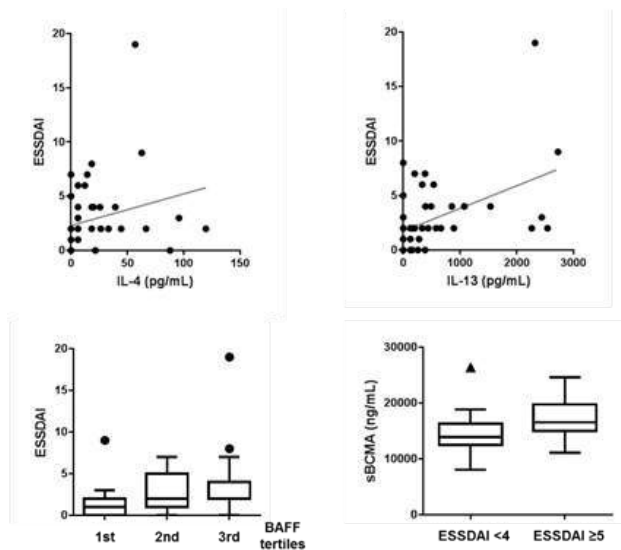 20
15
10
5
0
ESSDAI
0 50 100 150
IL-4 (pg/mL)
20
15
10
5
0
ESSDAI
0 1000 2000 3000
IL-13 (pg/mL)
20
15
10
5
0
ESSDAI
1st 2nd 3rd BAFF
tertiles
30000
20000
10000
0
sBCMA (ng/mL)
ESSDAI <4 ESSDAI ≥5